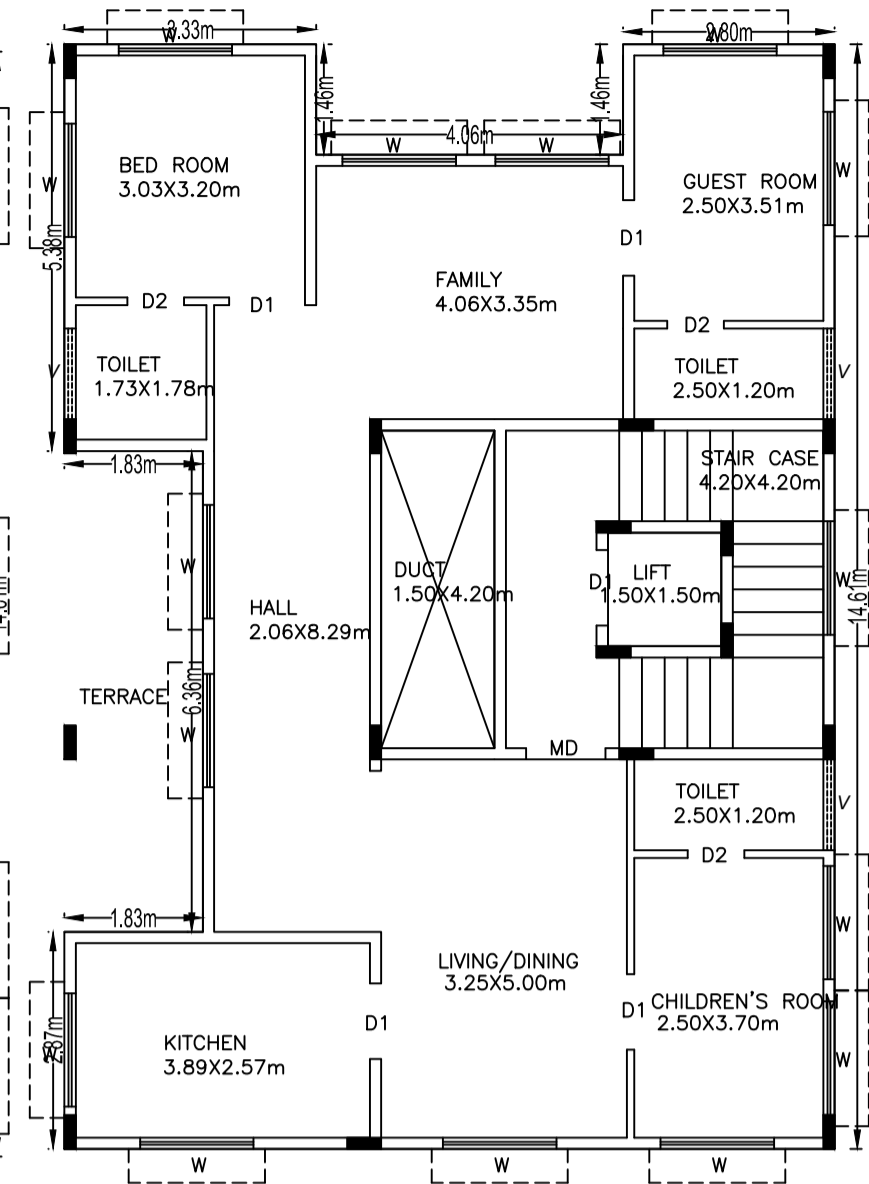 3.33m
W
2.80m
W
1.46m
1.46m
4.06m
W
W
BED ROOM
3.03X3.20m
W
5.38m
GUEST ROOM
2.50X3.51m
W
D1
FAMILY
4.06X3.35m
D2
D1
D2
TOILET
1.73X1.78m
V
TOILET
2.50X1.20m
V
1.83m
STAIR CASE
4.20X4.20m
W
DUCT
1.50X4.20m
D1
LIFT
1.50X1.50m
W
14.61m
HALL
2.06X8.29m
TERRACE
6.36m
W
MD
TOILET
2.50X1.20m
V
D2
1.83m
W
LIVING/DINING
3.25X5.00m
D1
CHILDREN'S ROOM
2.50X3.70m
D1
KITCHEN
3.89X2.57m
W
2.87m
W
W
W
W